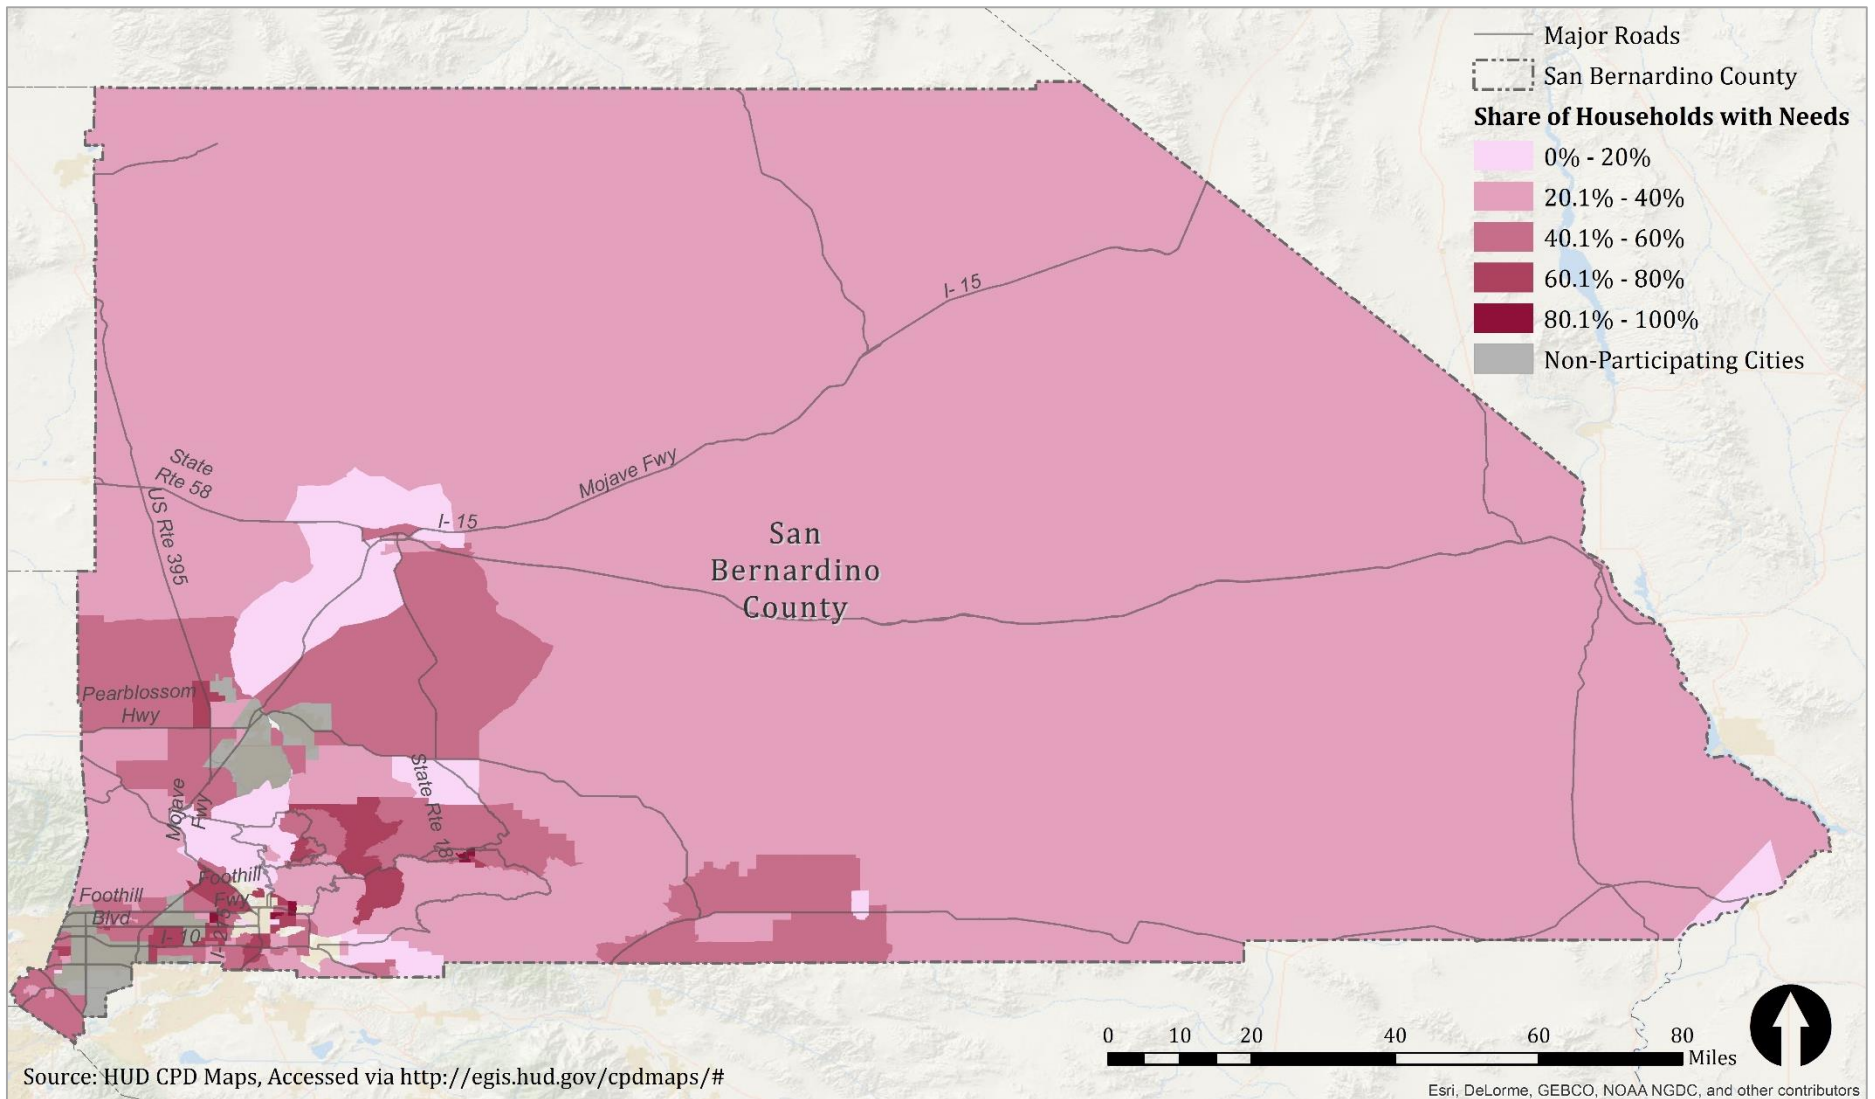 Major Roads
San Bernardino County
Share of Households with Needs
0% - 20%
20.1% - 40%
40.1% - 60%
60.1% - 80%
80.1% - 100%
Non-Participating Cities
I- 15
State
Rte 58
Mojave Fwy
US Rte 395
I- 15
San
Bernardino
County
Pearblossom
Hwy
State Rte 18
Mojave
Fwy
Foothill
Fwy
Foothill
Blvd
I- 10
I- 215
0 10 20 40 60 80
Miles
Source: HUD CPD Maps, Accessed via http://egis.hud.gov/cpdmaps/#
Esri, DeLorme, GEBCO, NOAA NGDC, and other contributors